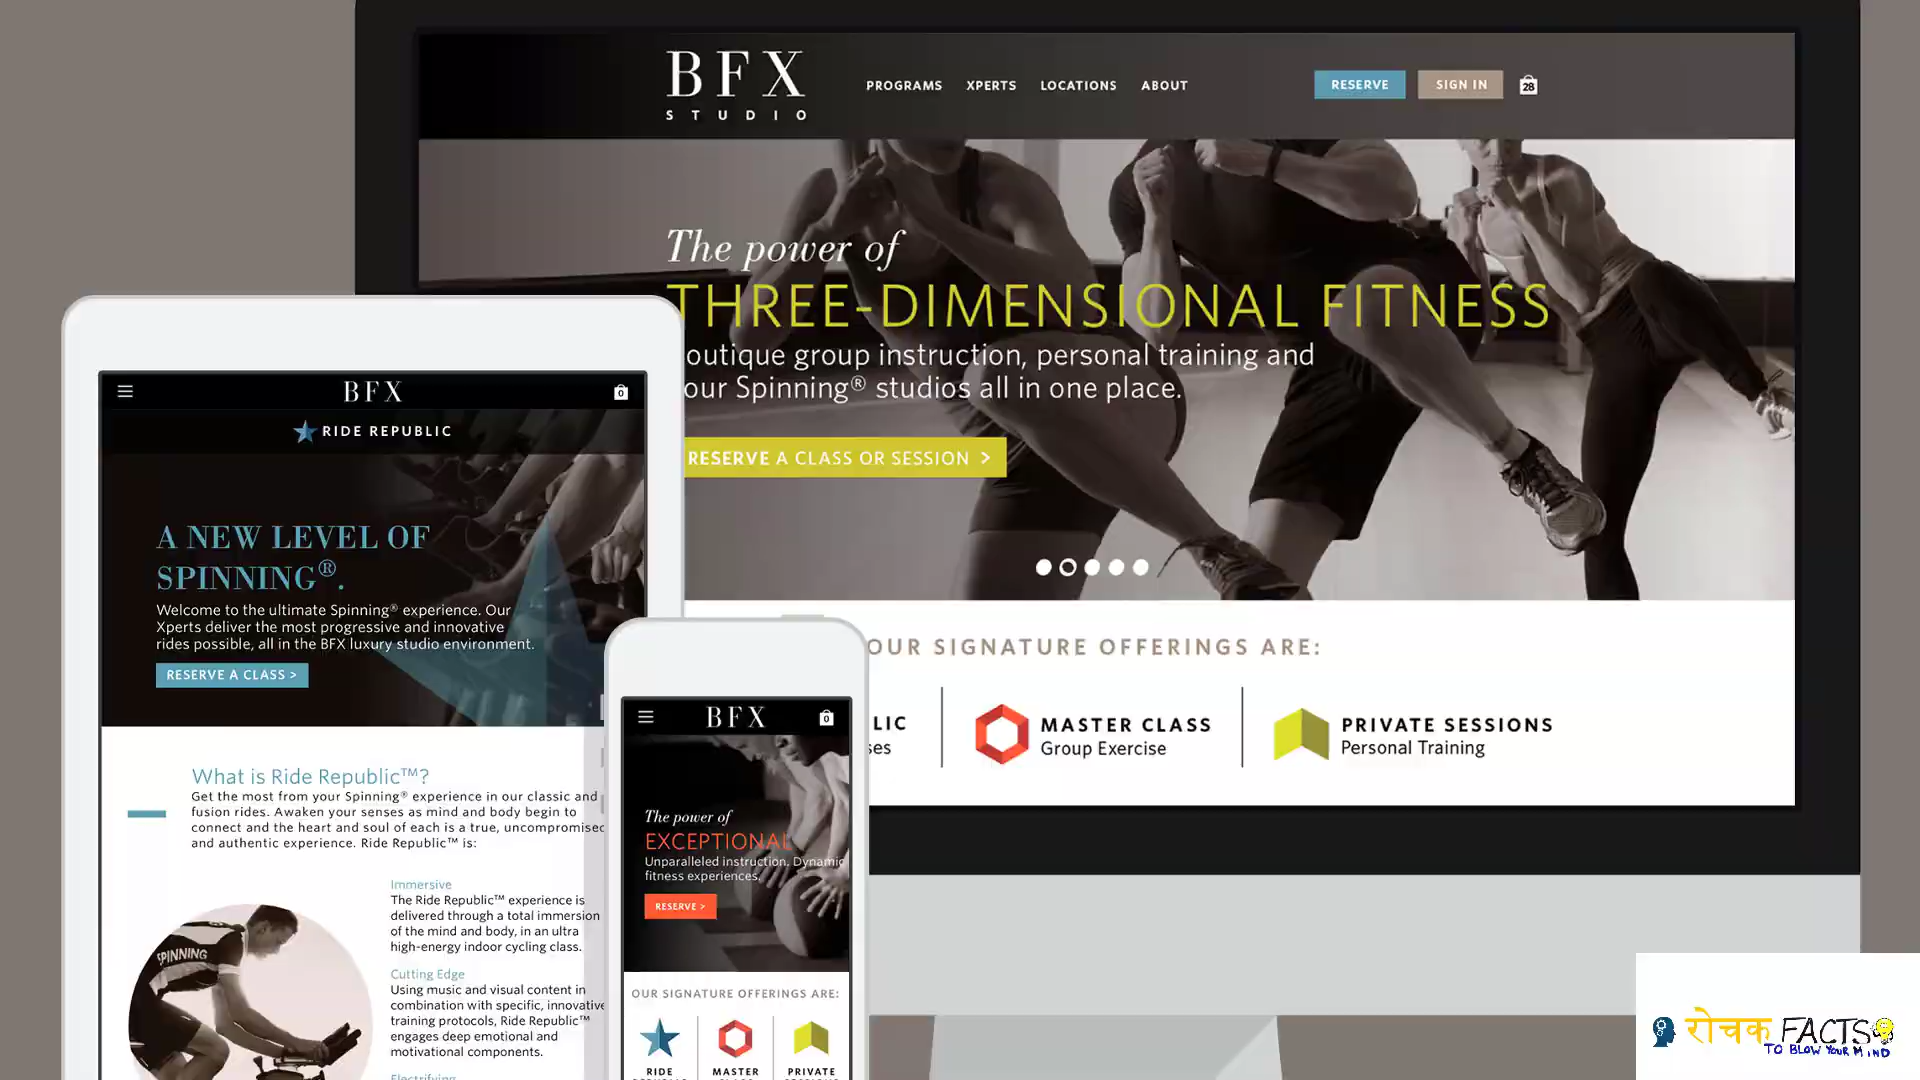 BFX
STUDIO
PROGRAMS XPERTS LOCATIONS ABOUT
RESERVE SIGN IN 28
The power of
THREE-DIMENSIONAL FITNESS
outique group instruction, personal training and
our Spinning® studios all in one place.
RESERVE A CLASS OR SESSION >
OUR SIGNATURE OFFERINGS ARE:
LIC
ses
MASTER CLASS
Group Exercise
PRIVATE SESSIONS
Personal Training
BFX 0
RIDE REPUBLIC
A NEW LEVEL OF
SPINNING®.
Welcome to the ultimate Spinning® experience. Our
Xperts deliver the most progressive and innovative
rides possible, all in the BFX luxury studio environment.
RESERVE A CLASS >
What is Ride Republic™?
Get the most from your Spinning® experience in our classic and
fusion rides. Awaken your senses as mind and body begin to
connect and the heart and soul of each is a true, uncompromised
and authentic experience. Ride Republic™ is:
SPINNING
Immersive
The Ride Republic™ experience is
delivered through a total immersion
of the mind and body, in an ultra
high-energy indoor cycling class.
Cutting Edge
Using music and visual content in
combination with specific, innovative
training protocols, Ride Republic™
engages deep emotional and
motivational components.
Electrifying
BFX 0
The power of
EXCEPTIONAL
Unparalleled instruction. Dynamic
fitness experiences.
RESERVE >
OUR SIGNATURE OFFERINGS ARE:
RIDE MASTER PRIVATE
रोचक FACTS
TO BLOW YOUR MIND